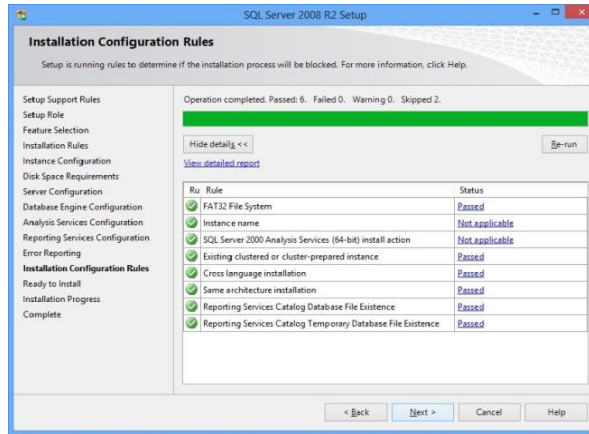 SQL Server 2008 R2 Setup
Installation Configuration Rules
Setup is running rules to determine if the installation process will be blocked. For more information, click Help.
Setup Support Rules
Setup Role
Feature Selection
Installation Rules
Instance Configuration
Disk Space Requirements
Server Configuration
Database Engine Configuration
Analysis Services Configuration
Reporting Services Configuration
Error Reporting
Installation Configuration Rules
Ready to Install
Installation Progress
Complete
Operation completed. Passed: 6. Failed 0. Warning 0. Skipped 2.
Hide details << Re-run
View detailed report
Ru Rule Status
FAT32 File System Passed
Instance name Not applicable
SQL Server 2000 Analysis Services (64-bit) install action Not applicable
Existing clustered or cluster-prepared instance Passed
Cross language installation Passed
Same architecture installation Passed
Reporting Services Catalog Database File Existence Passed
Reporting Services Catalog Temporary Database File Existence Passed
< Back Next > Cancel Help